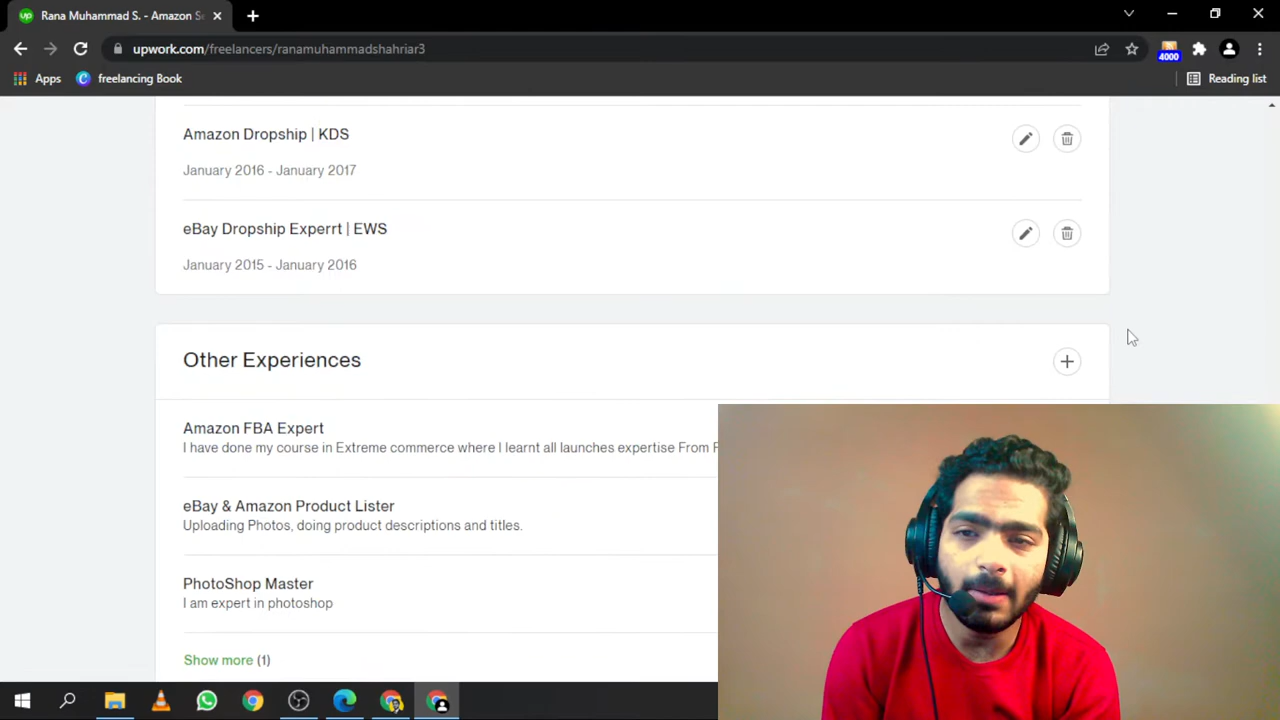 Rana Muhammad S. - Amazon Se
upwork.com/freelancers/ranamuhammadshahriar3
4000
Apps
freelancing Book
Reading list
Amazon Dropship | KDS
January 2016 - January 2017
eBay Dropship Experrt | EWS
January 2015 - January 2016
Other Experiences
Amazon FBA Expert
I have done my course in Extreme commerce where I learnt all launches expertise From
eBay & Amazon Product Lister
Uploading Photos, doing product descriptions and titles.
PhotoShop Master
I am expert in photoshop
Show more (1)